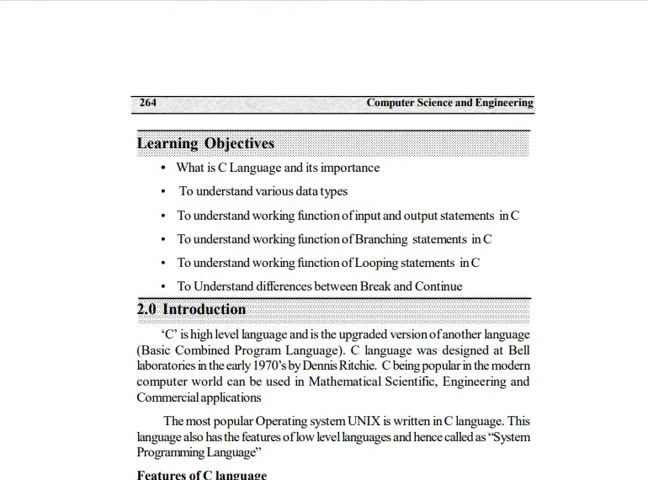 264 Computer Science and Engineering
Learning Objectives
• What is C Language and its importance
• To understand various data types
• To understand working function of input and output statements in C
• To understand working function of Branching statements in C
• To understand working function of Looping statements in C
• To Understand differences between Break and Continue
2.0 Introduction
‘C’ is high level language and is the upgraded version of another language
(Basic Combined Program Language). C language was designed at Bell
laboratories in the early 1970’s by Dennis Ritchie. C being popular in the modern
computer world can be used in Mathematical Scientific, Engineering and
Commercial applications
The most popular Operating system UNIX is written in C language. This
language also has the features of low level languages and hence called as “System
Programming Language”
Features of C language